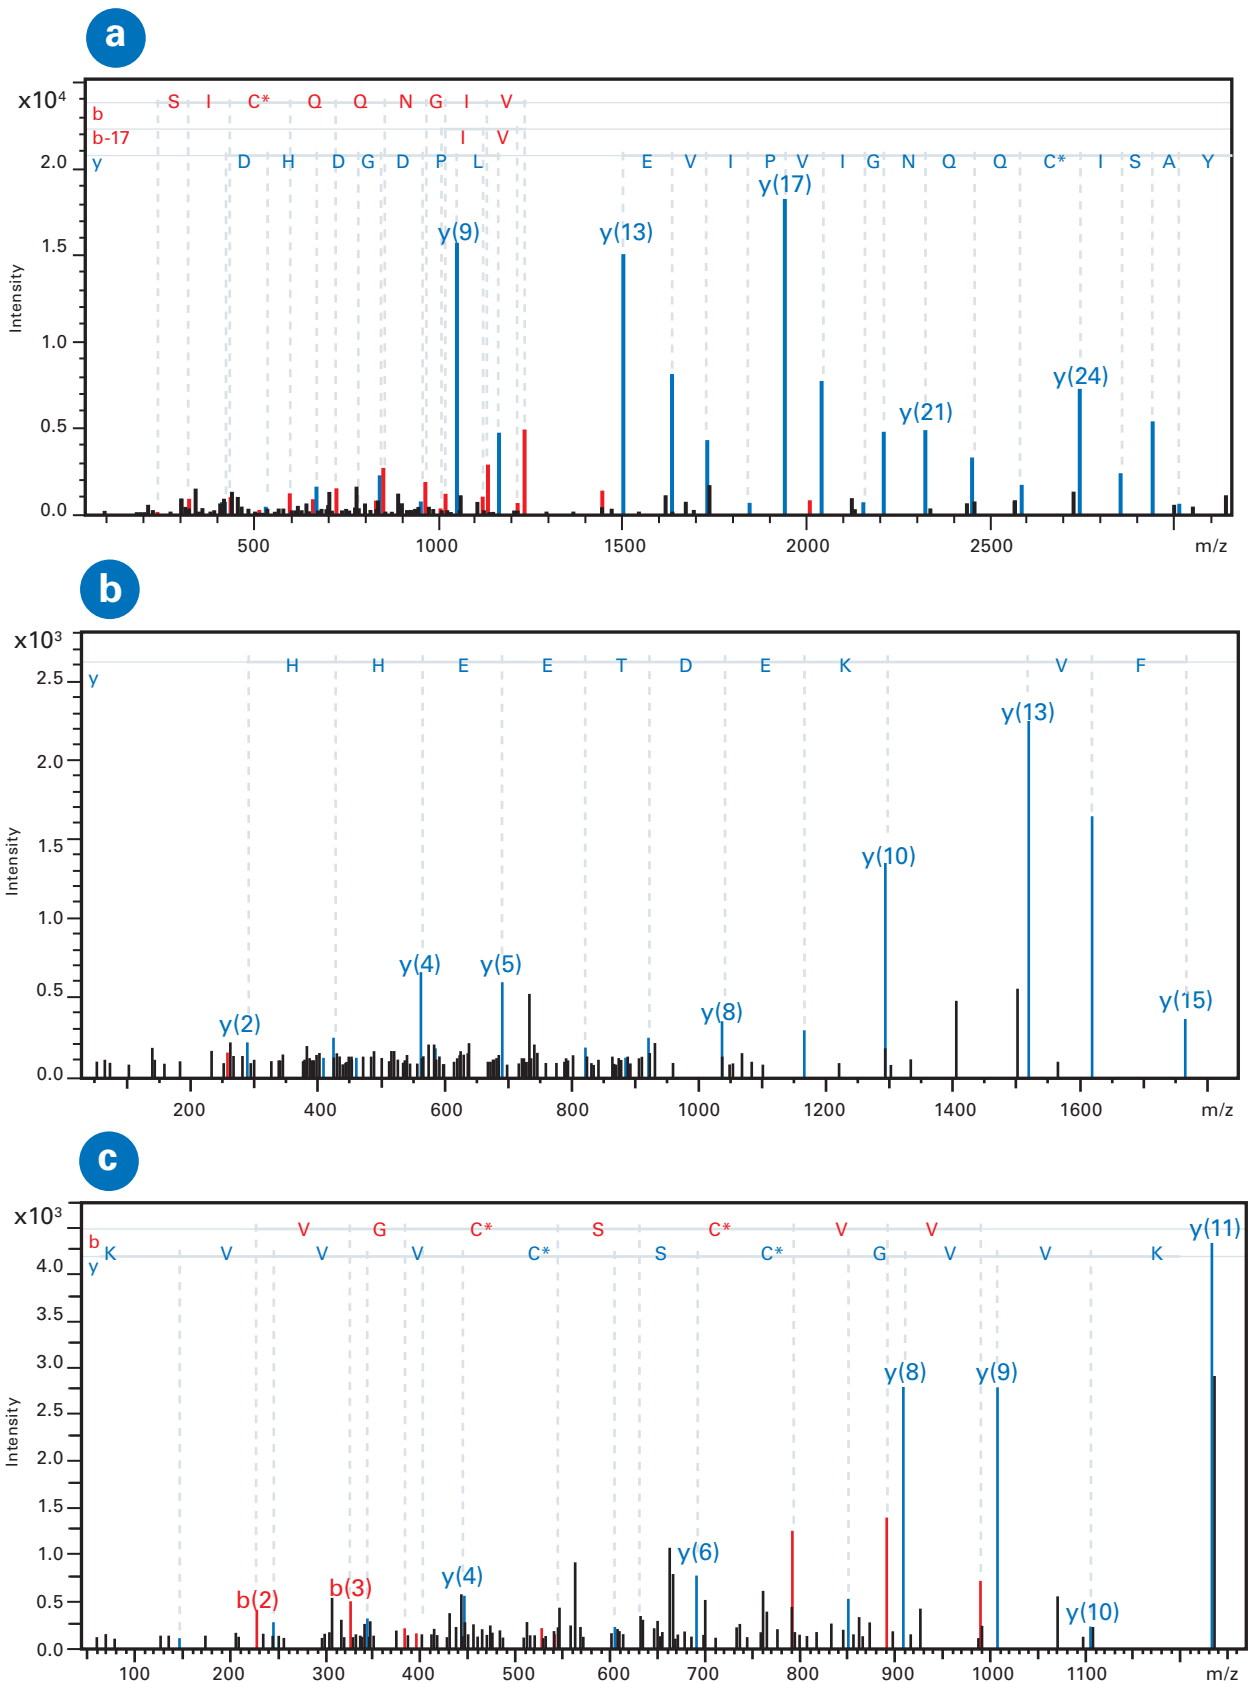 a
x10⁴
b S I C* Q Q N G I V
b-17 I V
y D H D G D P L E V I P V I G N Q Q C* I S A Y
2.0
1.5
1.0
0.5
0.0
Intensity
y(9)
y(13)
y(17)
y(21)
y(24)
500 1000 1500 2000 2500 m/z
b
x10³
y H H E E T D E K V F
2.5
2.0
1.5
1.0
0.5
0.0
Intensity
y(2)
y(4)
y(5)
y(8)
y(10)
y(13)
y(15)
200 400 600 800 1000 1200 1400 1600 m/z
c
x10³
b V G C* S C* V V
y K V V V C* S C* G V V K
4.0
3.5
3.0
2.5
2.0
1.5
1.0
0.5
0.0
Intensity
b(2)
b(3)
y(4)
y(6)
y(8)
y(9)
y(10)
y(11)
100 200 300 400 500 600 700 800 900 1000 1100 m/z